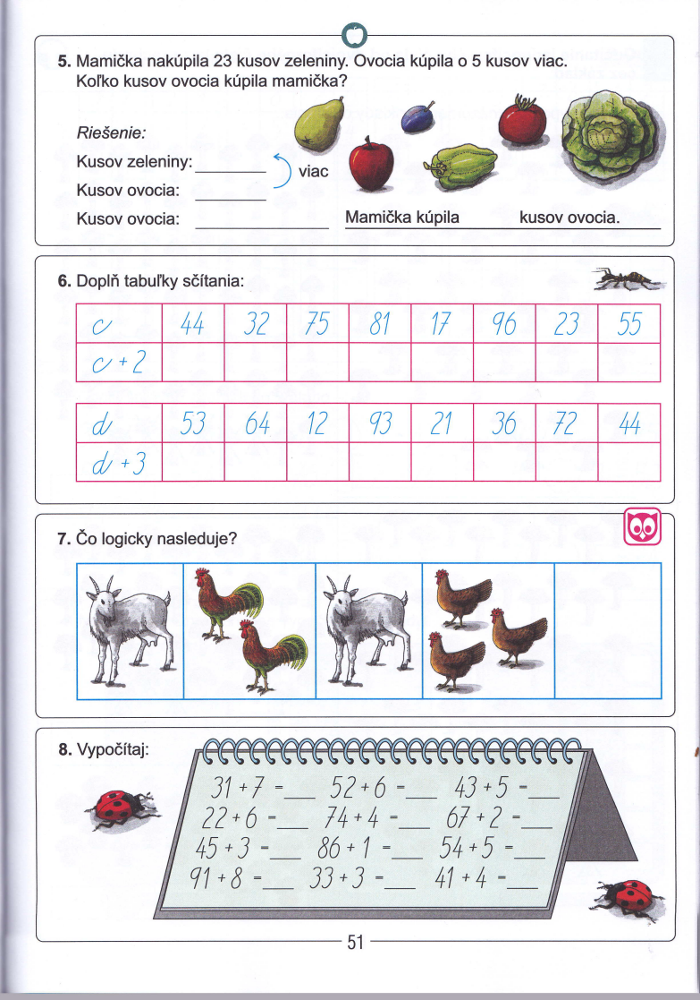 5. Mamička nakúpila 23 kusov zeleniny. Ovocia kúpila o 5 kusov viac.
Koľko kusov ovocia kúpila mamička?
Riešenie:
Kusov zeleniny: _________
viac
Kusov ovocia: _________
Kusov ovocia: _________ Mamička kúpila kusov ovocia.
6. Doplň tabuľky sčítania:
c 44 32 75 81 17 96 23 55
c + 2
d 53 64 12 93 21 36 72 44
d + 3
7. Čo logicky nasleduje?
8. Vypočítaj:
31 + 7 = ___ 52 + 6 = ___ 43 + 5 = ___
22 + 6 = ___ 74 + 4 = ___ 67 + 2 = ___
45 + 3 = ___ 86 + 1 = ___ 54 + 5 = ___
91 + 8 = ___ 33 + 3 = ___ 41 + 4 = ___
51